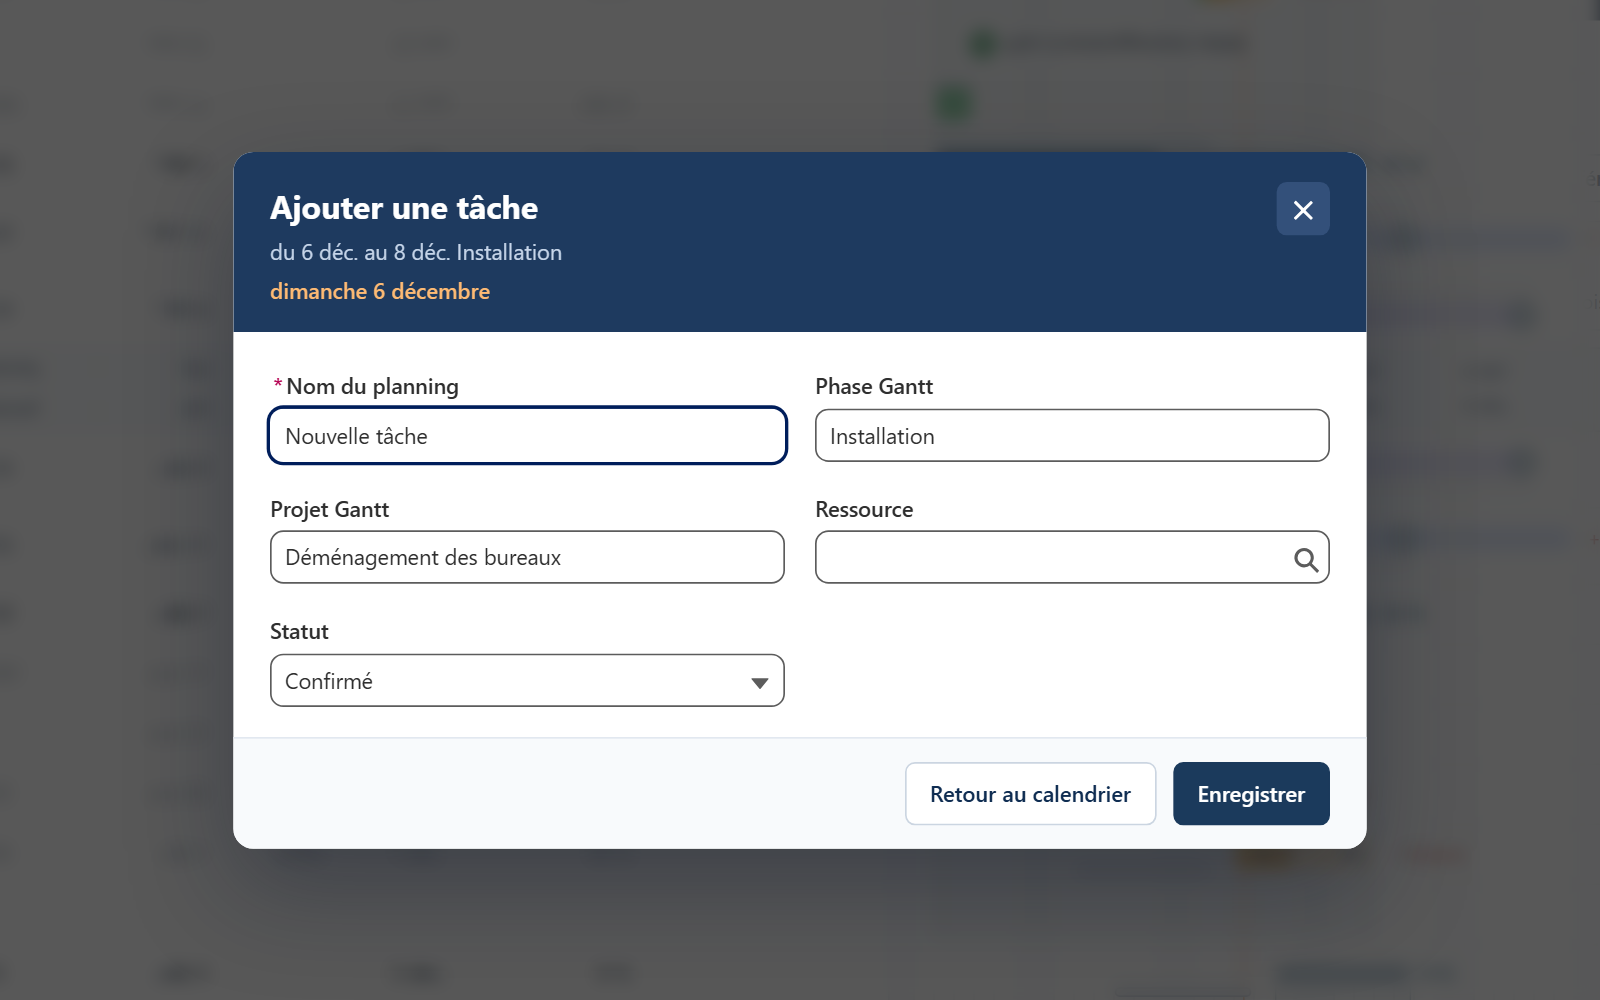 Ajouter une tâche
du 6 déc. au 8 déc. Installation
dimanche 6 décembre
*Nom du planning
Nouvelle tâche
Phase Gantt
Installation
Projet Gantt
Déménagement des bureaux
Ressource
Statut
Confirmé
Retour au calendrier
Enregistrer